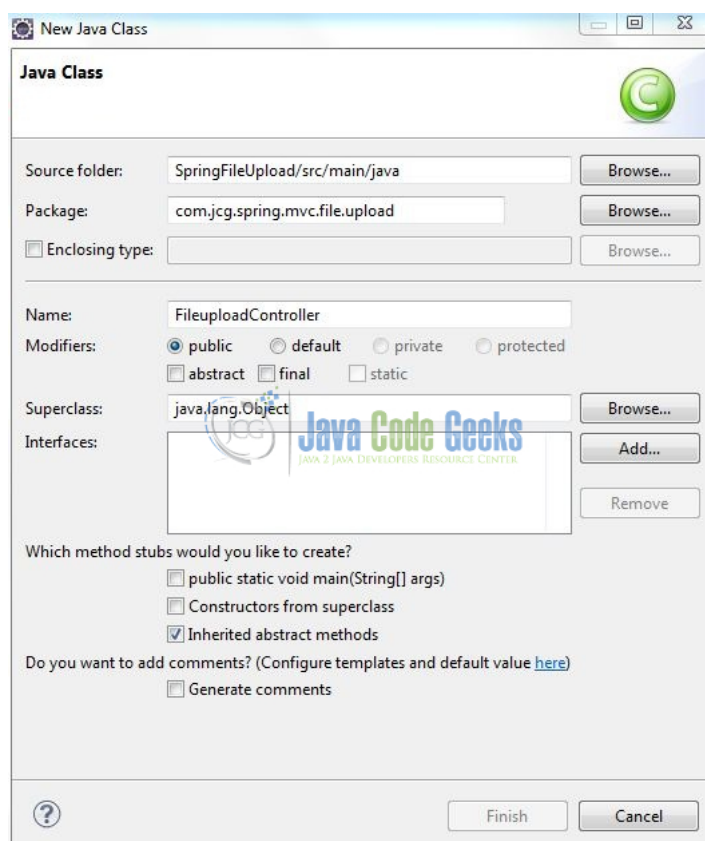 New Java Class
Java Class
C
Source folder: SpringFileUpload/src/main/java Browse...
Package: com.jcg.spring.mvc.file.upload Browse...
Enclosing type: Browse...
Name: FileuploadController
Modifiers: public default private protected
abstract final static
Superclass: java.lang.Object Browse...
jcg Java Code Geeks
JAVA 2 JAVA DEVELOPERS RESOURCE CENTER
Interfaces: Add...
Remove
Which method stubs would you like to create?
public static void main(String[] args)
Constructors from superclass
Inherited abstract methods
Do you want to add comments? (Configure templates and default value here)
Generate comments
? Finish Cancel